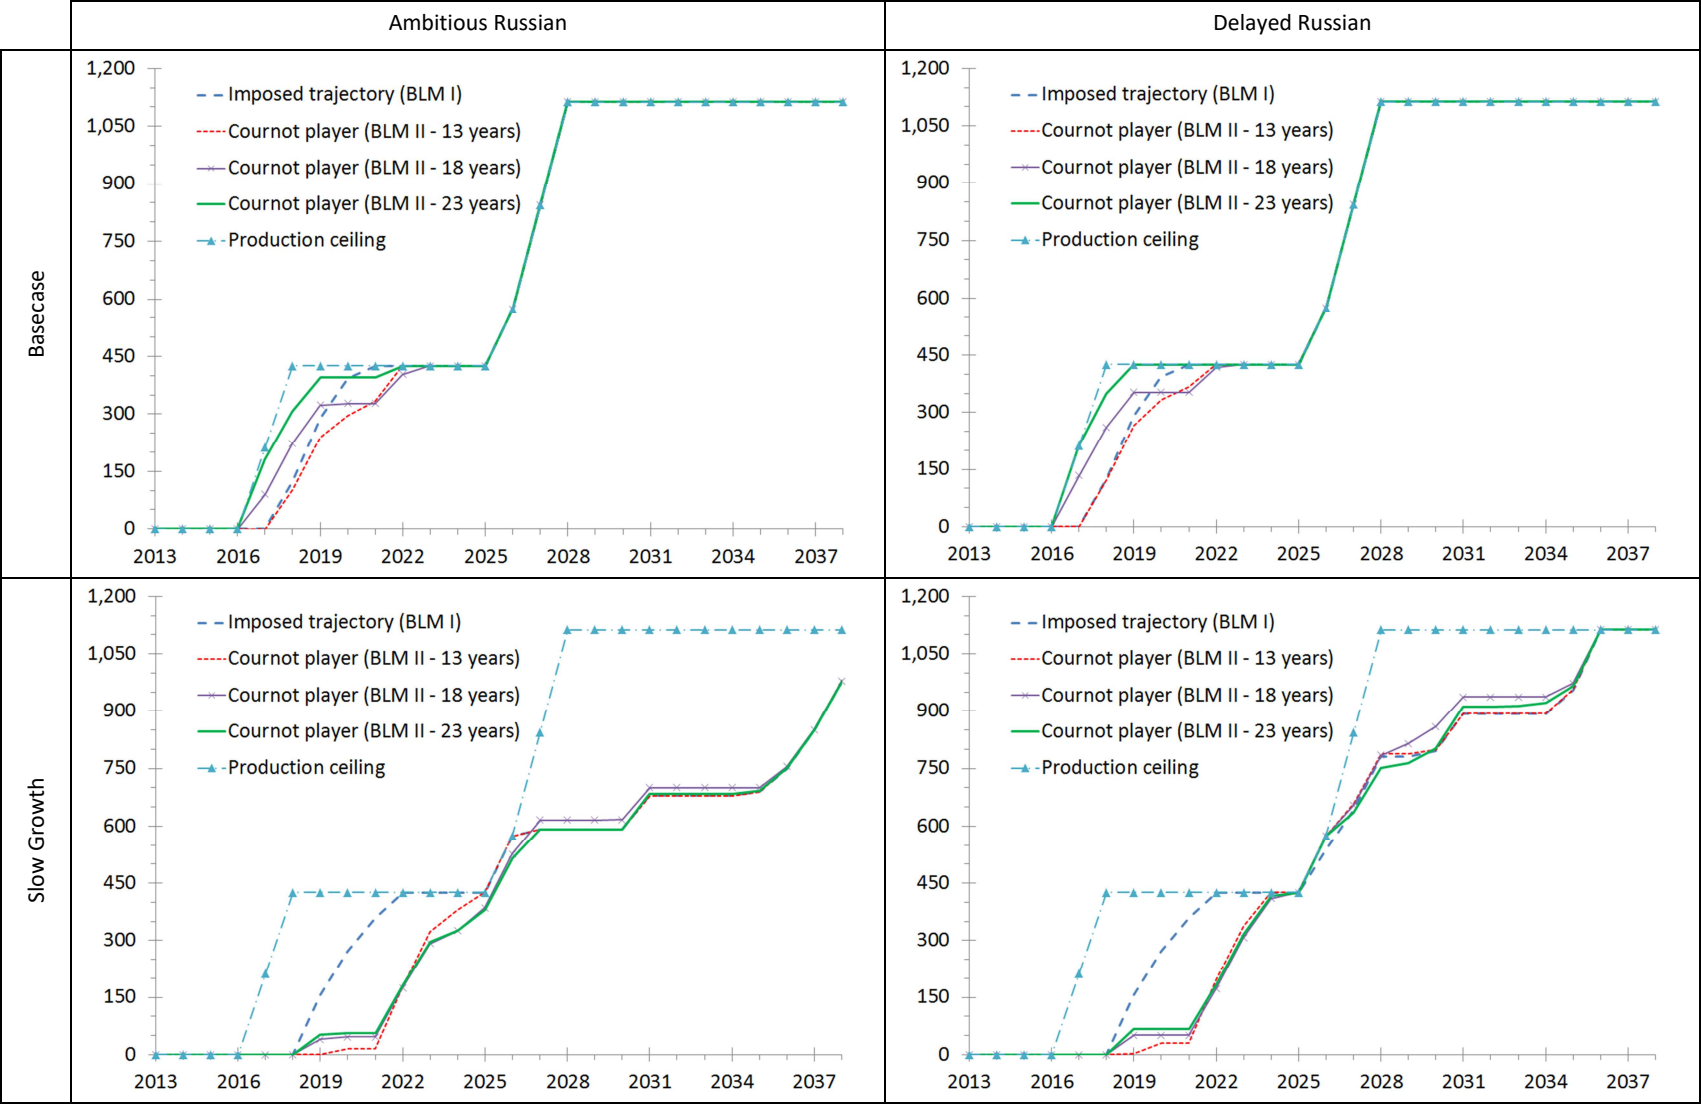 Ambitious Russian
Delayed Russian
Basecase
1,200
1,050
900
750
600
450
300
150
0
Imposed trajectory (BLM I)
Cournot player (BLM II - 13 years)
Cournot player (BLM II - 18 years)
Cournot player (BLM II - 23 years)
Production ceiling
2013 2016 2019 2022 2025 2028 2031 2034 2037
1,200
1,050
900
750
600
450
300
150
0
Imposed trajectory (BLM I)
Cournot player (BLM II - 13 years)
Cournot player (BLM II - 18 years)
Cournot player (BLM II - 23 years)
Production ceiling
2013 2016 2019 2022 2025 2028 2031 2034 2037
Slow Growth
1,200
1,050
900
750
600
450
300
150
0
Imposed trajectory (BLM I)
Cournot player (BLM II - 13 years)
Cournot player (BLM II - 18 years)
Cournot player (BLM II - 23 years)
Production ceiling
2013 2016 2019 2022 2025 2028 2031 2034 2037
1,200
1,050
900
750
600
450
300
150
0
Imposed trajectory (BLM I)
Cournot player (BLM II - 13 years)
Cournot player (BLM II - 18 years)
Cournot player (BLM II - 23 years)
Production ceiling
2013 2016 2019 2022 2025 2028 2031 2034 2037